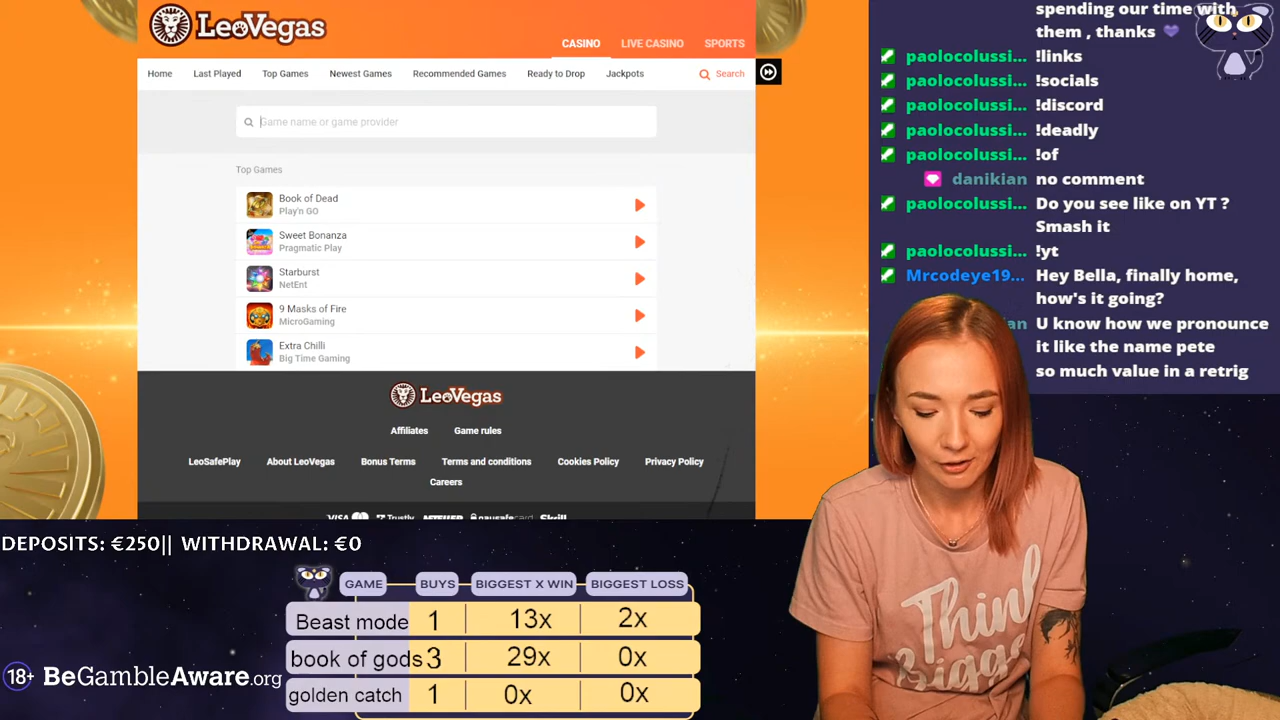 LeoVegas
CASINO LIVE CASINO SPORTS
Home Last Played Top Games Newest Games Recommended Games Ready to Drop Jackpots Search
Game name or game provider
Top Games
Book of Dead
Play'n GO
Sweet Bonanza
Pragmatic Play
Starburst
NetEnt
9 Masks of Fire
MicroGaming
Extra Chilli
Big Time Gaming
LeoVegas
Affiliates Game rules
LeoSafePlay About LeoVegas Bonus Terms Terms and conditions Cookies Policy Privacy Policy
Careers
VISA Trustly NETELLER paysafecard Skrill
spending our time with
them , thanks
paolocolussi... !links
paolocolussi... !socials
paolocolussi... !discord
paolocolussi... !deadly
paolocolussi... !of
danikian no comment
paolocolussi... Do you see like on YT ?
Smash it
paolocolussi... !yt
Mrcodeye19... Hey Bella, finally home,
how's it going?
U know how we pronounce
it like the name pete
so much value in a retrig
Think
Bigger
DEPOSITS: €250|| WITHDRAWAL: €0
GAME BUYS BIGGEST X WIN BIGGEST LOSS
Beast mode 1 13x 2x
book of gods 3 29x 0x
golden catch 1 0x 0x
18+ BeGambleAware.org